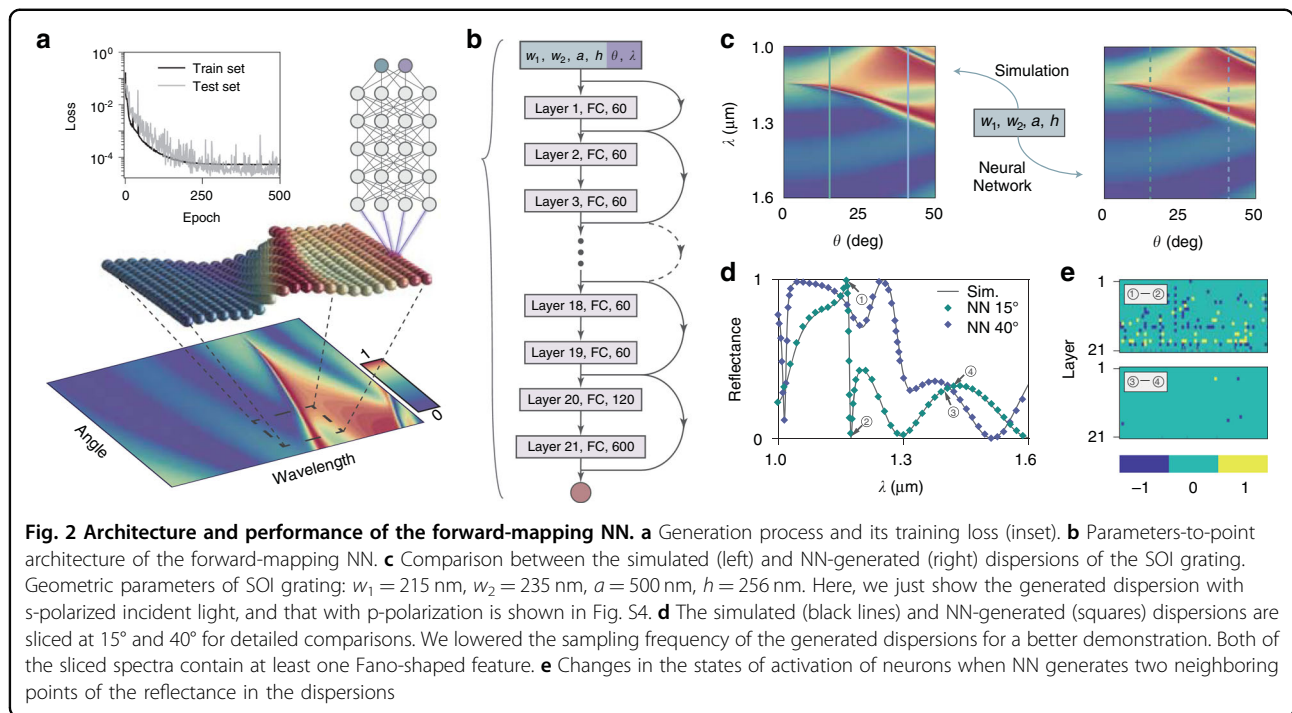 a
10⁰
10⁻²
10⁻⁴
Loss
Train set
Test set
0
250
500
Epoch
Angle
Wavelength
1
0
b
w₁, w₂, a, h θ, λ
Layer 1, FC, 60
Layer 2, FC, 60
Layer 3, FC, 60
Layer 18, FC, 60
Layer 19, FC, 60
Layer 20, FC, 120
Layer 21, FC, 600
c
1.0
1.3
1.6
λ (μm)
0
50
θ (deg)
Simulation
w₁, w₂, a, h
Neural
Network
0
50
θ (deg)
d
1
0
Reflectance
Sim.
NN 15°
NN 40°
①
②
③
④
1.0
1.3
1.6
λ (μm)
e
1
①−②
21
1
③−④
21
Layer
−1
0
1
Fig. 2 Architecture and performance of the forward-mapping NN. a Generation process and its training loss (inset). b Parameters-to-point
architecture of the forward-mapping NN. c Comparison between the simulated (left) and NN-generated (right) dispersions of the SOI grating.
Geometric parameters of SOI grating: w₁ = 215 nm, w₂ = 235 nm, a = 500 nm, h = 256 nm. Here, we just show the generated dispersion with
s-polarized incident light, and that with p-polarization is shown in Fig. S4. d The simulated (black lines) and NN-generated (squares) dispersions are
sliced at 15° and 40° for detailed comparisons. We lowered the sampling frequency of the generated dispersions for a better demonstration. Both of
the sliced spectra contain at least one Fano-shaped feature. e Changes in the states of activation of neurons when NN generates two neighboring
points of the reflectance in the dispersions